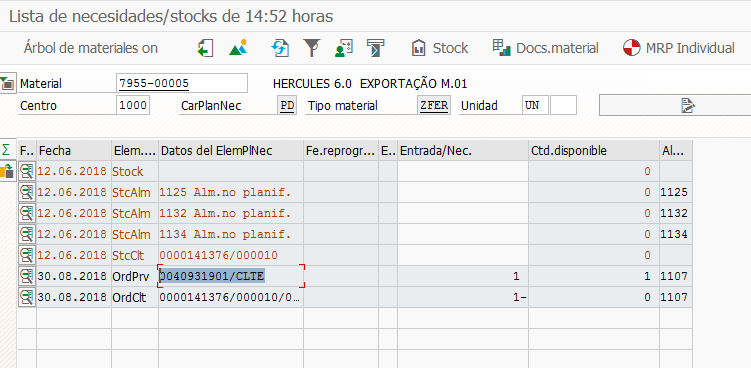 Lista de necesidades/stocks de 14:52 horas
Árbol de materiales on Stock Docs.material MRP Individual
Material 7955-00005 HERCULES 6.0 EXPORTAÇÃO M.01
Centro 1000 CarPlanNec PD Tipo material ZFER Unidad UN
Σ F.. Fecha Elem.... Datos del ElemPlNec Fe.reprogr... E.. Entrada/Nec. Ctd.disponible Al...
12.06.2018 Stock 0
12.06.2018 StcAlm 1125 Alm.no planif. 0 1125
12.06.2018 StcAlm 1132 Alm.no planif. 0 1132
12.06.2018 StcAlm 1134 Alm.no planif. 0 1134
12.06.2018 StcClt 0000141376/000010 0
30.08.2018 OrdPrv 0040931901/CLTE 1 1 1107
30.08.2018 OrdClt 0000141376/000010/0... 1- 0 1107